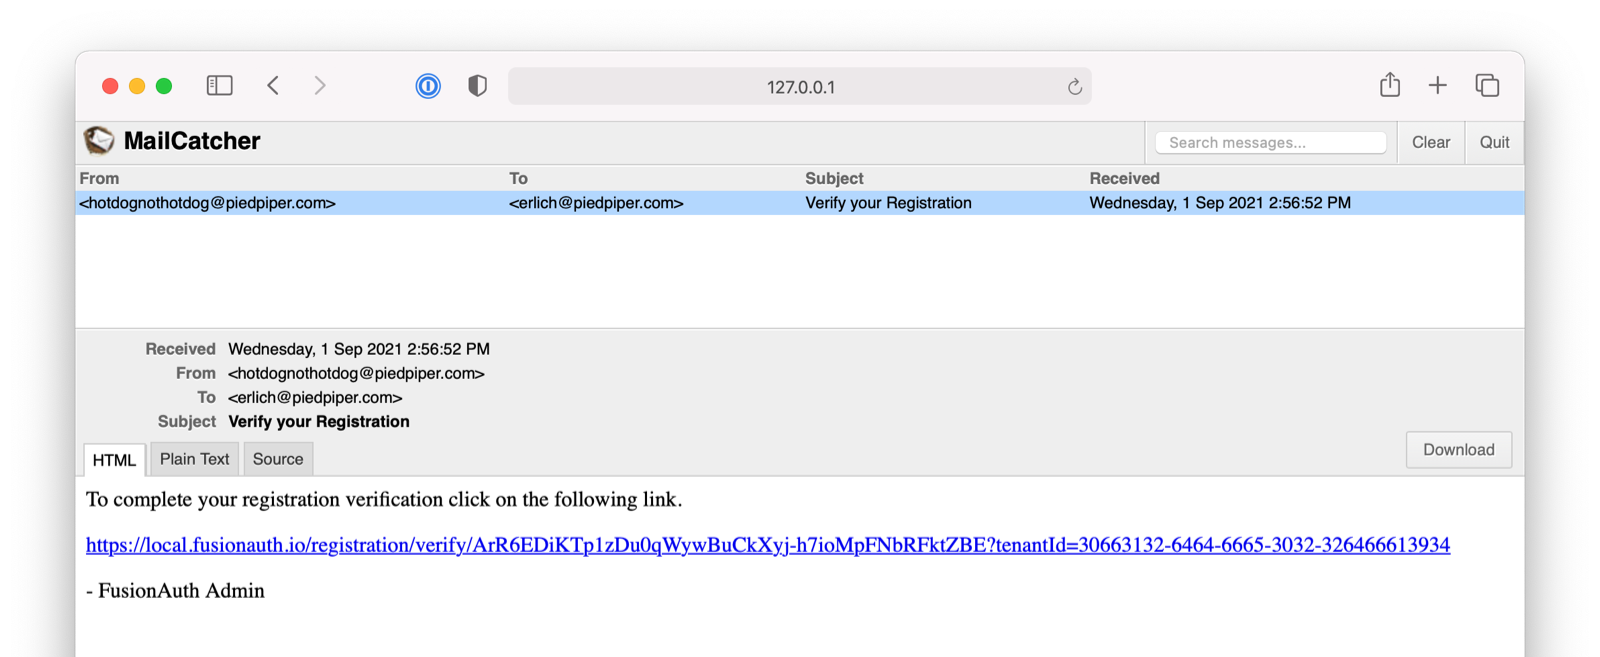 127.0.0.1
MailCatcher
Search messages...
Clear
Quit
From To Subject Received
<hotdognothotdog@piedpiper.com> <erlich@piedpiper.com> Verify your Registration Wednesday, 1 Sep 2021 2:56:52 PM
Received Wednesday, 1 Sep 2021 2:56:52 PM
From <hotdognothotdog@piedpiper.com>
To <erlich@piedpiper.com>
Subject Verify your Registration
HTML Plain Text Source
Download
To complete your registration verification click on the following link.
https://local.fusionauth.io/registration/verify/ArR6EDiKTp1zDu0qWywBuCkXyj-h7ioMpFNbRFktZBE?tenantId=30663132-6464-6665-3032-326466613934
- FusionAuth Admin